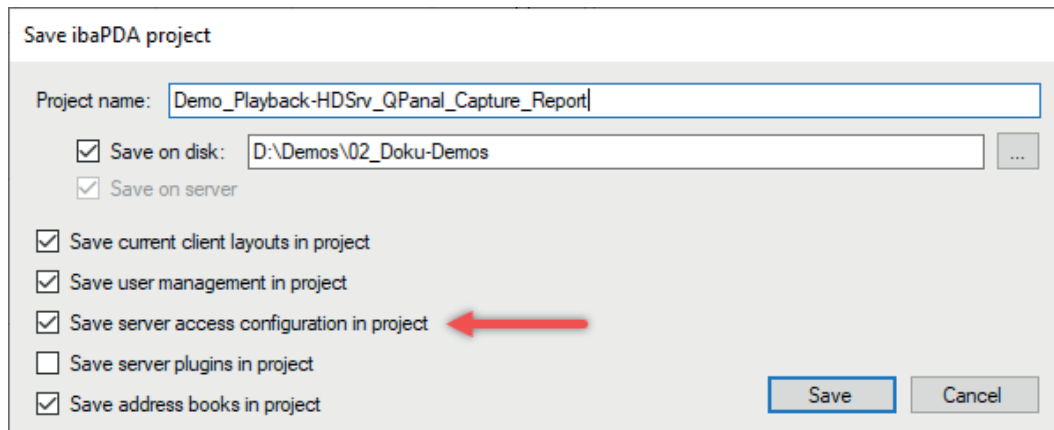 Save ibaPDA project
Project name: Demo_Playback-HDSrv_QPanal_Capture_Report
Save on disk: D:\Demos\02_Doku-Demos ...
Save on server
Save current client layouts in project
Save user management in project
Save server access configuration in project
Save server plugins in project
Save address books in project
Save Cancel